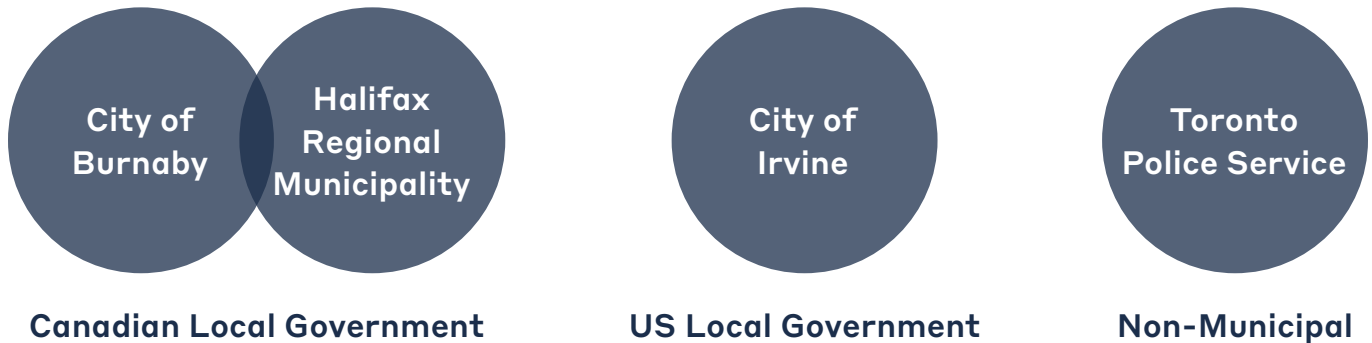 City of
Burnaby
Halifax
Regional
Municipality
City of
Irvine
Toronto
Police Service
Canadian Local Government
US Local Government
Non-Municipal